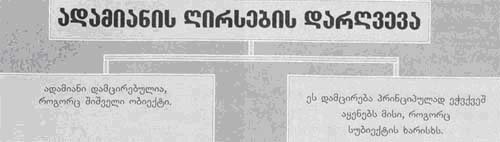 ადამიანის ღირსების დარღვევა
ადამიანი დამცირებულია,
როგორც შიშველი ობიექტი.
ეს დამცირება პრინციპულად ეჭვქვეშ
აყენებს მისი, როგორც
სუბიექტის ხარისხს.